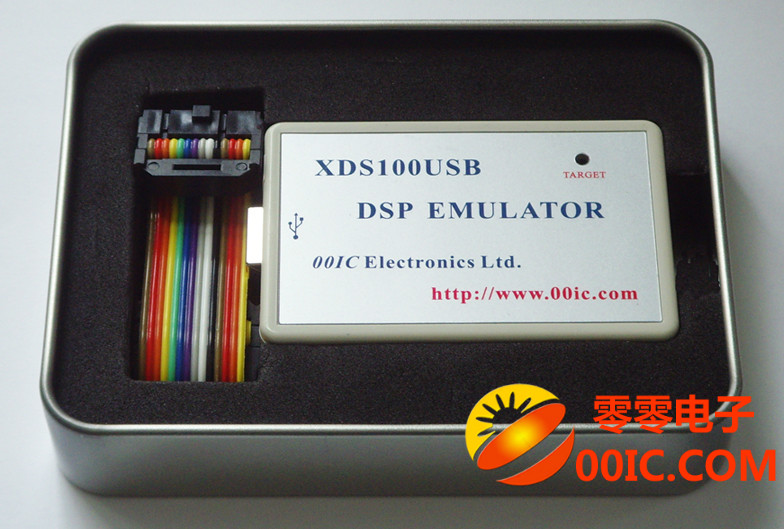 XDS100USB
TARGET
DSP EMULATOR
00IC Electronics Ltd.
http://www.00ic.com
零零电子
00IC.COM